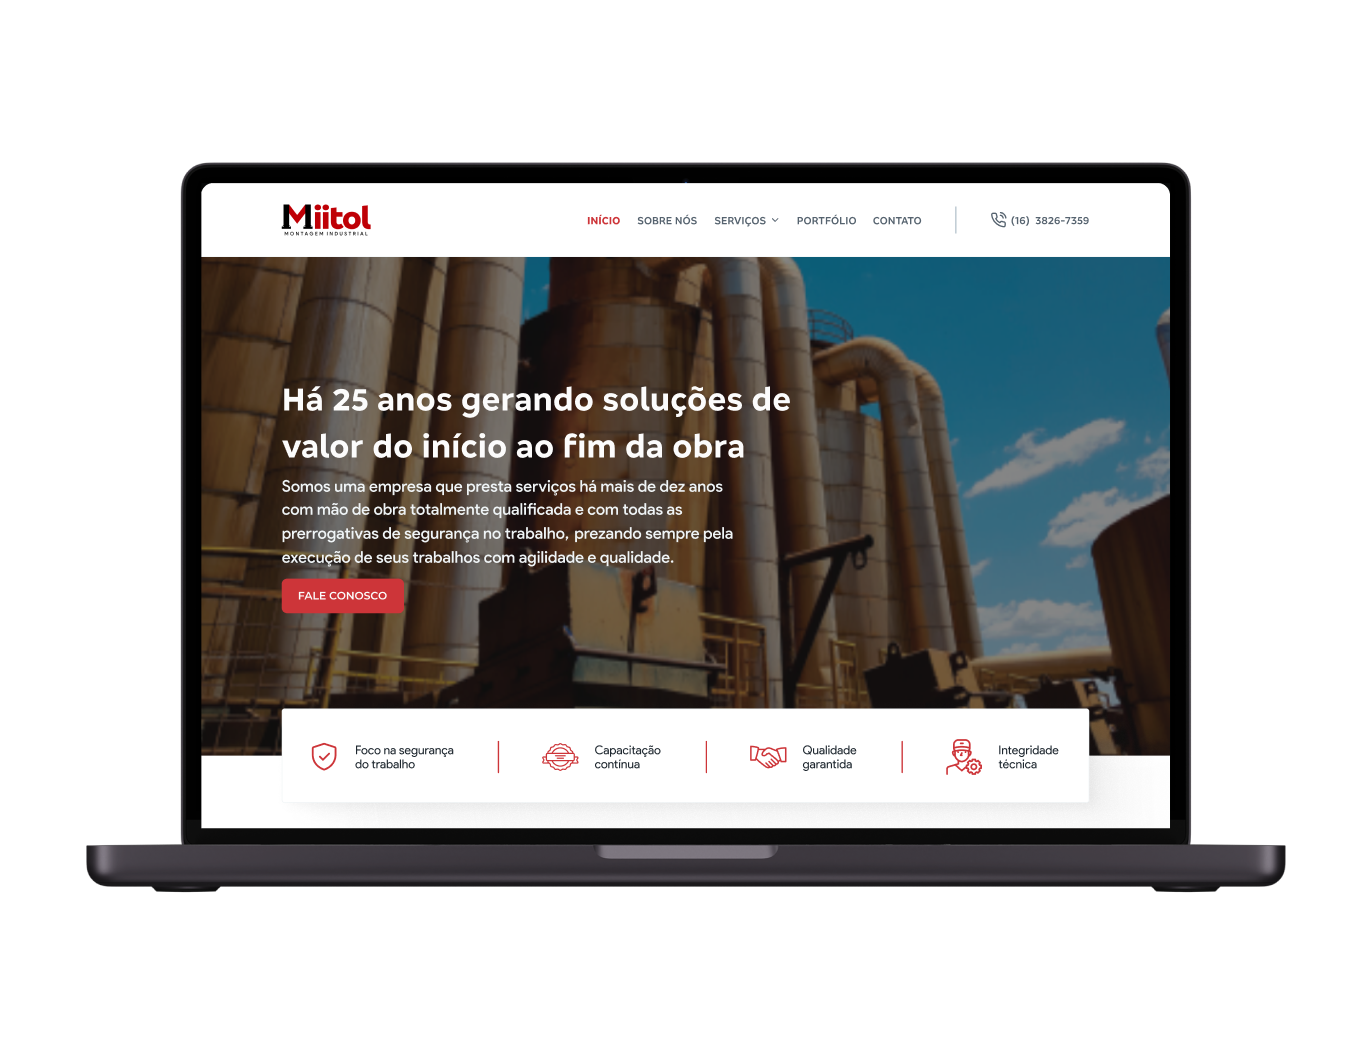 Miitol
MONTAGEM INDUSTRIAL
INÍCIO SOBRE NÓS SERVIÇOS PORTFÓLIO CONTATO (16) 3826-7359
Há 25 anos gerando soluções de
valor do início ao fim da obra
Somos uma empresa que presta serviços há mais de dez anos
com mão de obra totalmente qualificada e com todas as
prerrogativas de segurança no trabalho, prezando sempre pela
execução de seus trabalhos com agilidade e qualidade.
FALE CONOSCO
Foco na segurança
do trabalho
Capacitação
contínua
Qualidade
garantida
Integridade
técnica